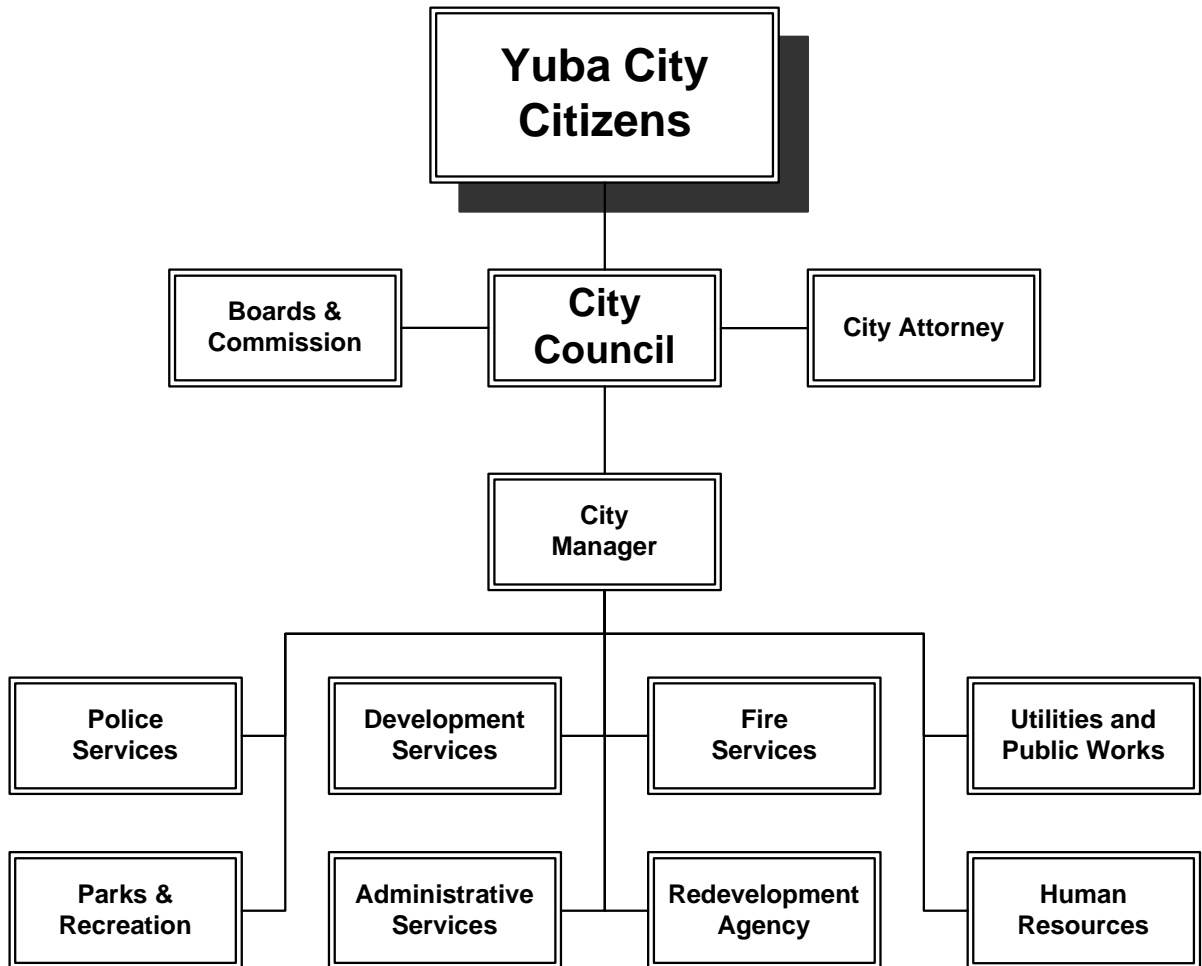 Yuba City
Citizens
Boards &
Commission
City
Council
City Attorney
City
Manager
Police
Services
Development
Services
Fire
Services
Utilities and
Public Works
Parks &
Recreation
Administrative
Services
Redevelopment
Agency
Human
Resources